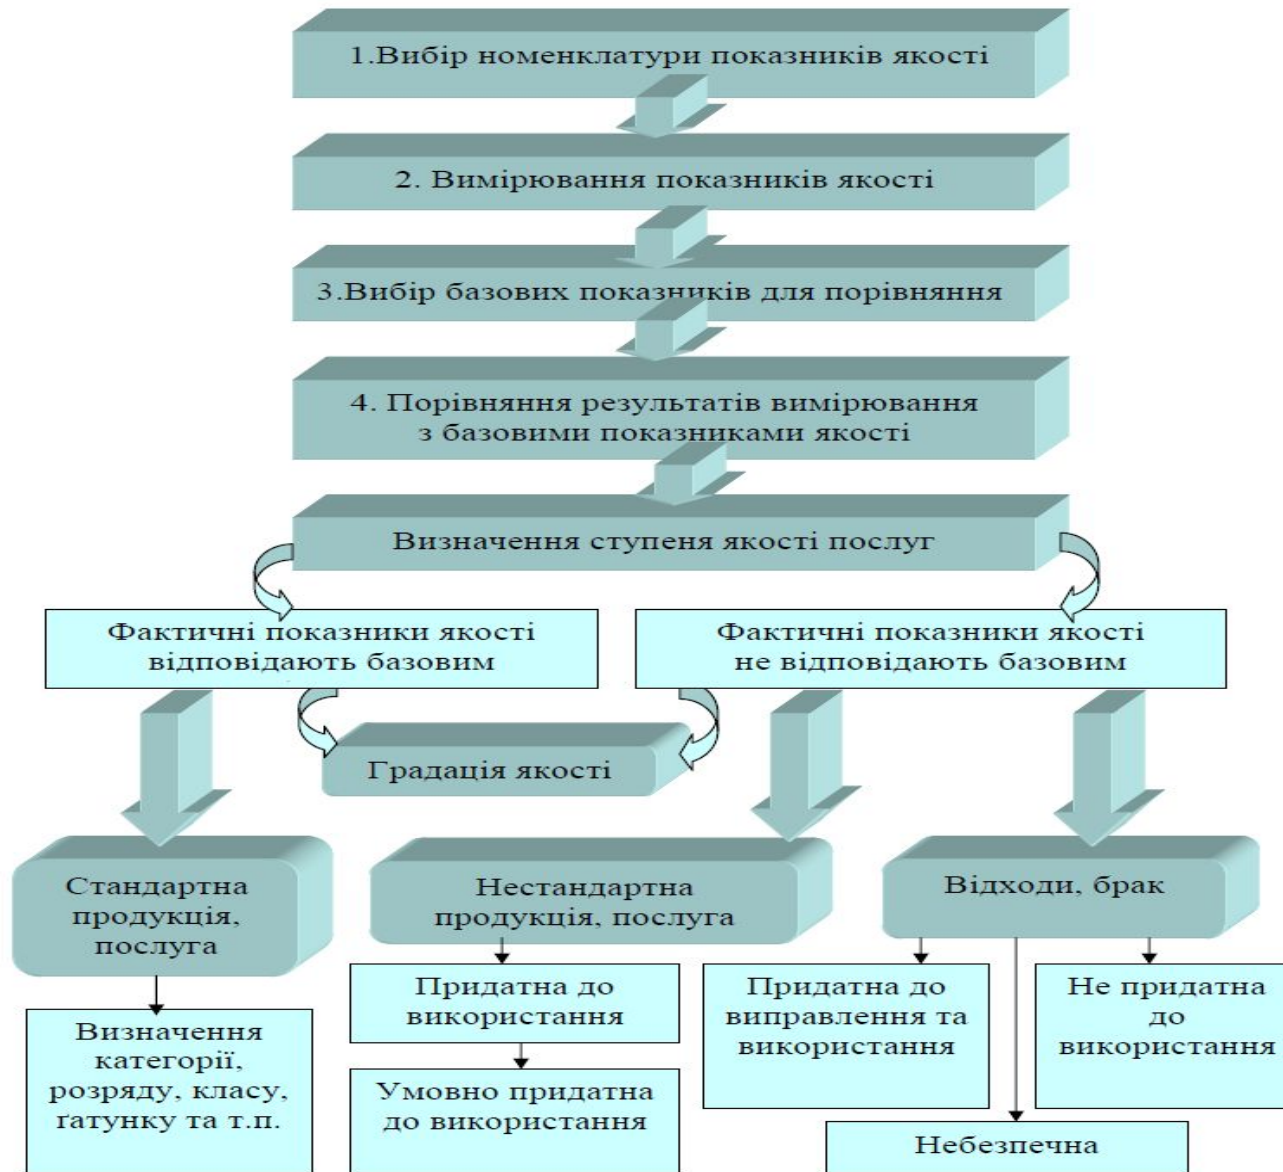 1.Вибір номенклатури показників якості
2. Вимірювання показників якості
3.Вибір базових показників для порівняння
4. Порівняння результатів вимірювання
з базовими показниками якості
Визначення ступеня якості послуг
Фактичні показники якості
відповідають базовим
Фактичні показники якості
не відповідають базовим
Градація якості
Стандартна
продукція,
послуга
Нестандартна
продукція, послуга
Відходи, брак
Визначення
категорії,
розряду, класу,
ґатунку та т.п.
Придатна до
використання
Умовно придатна
до використання
Придатна до
виправлення та
використання
Не придатна
до
використання
Небезпечна